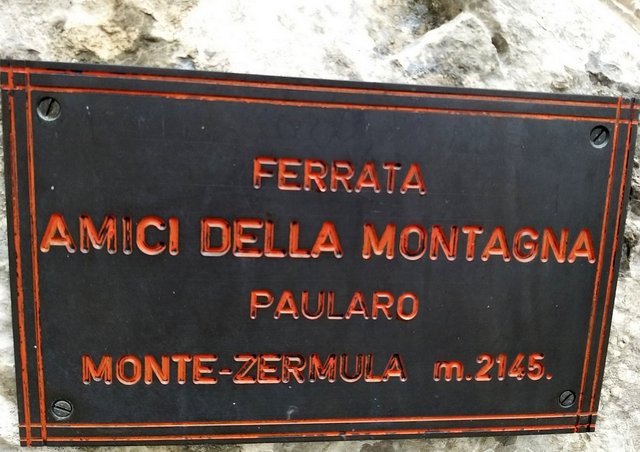 FERRATA
AMICI DELLA MONTAGNA
PAULARO
MONTE-ZERMULA m.2145.